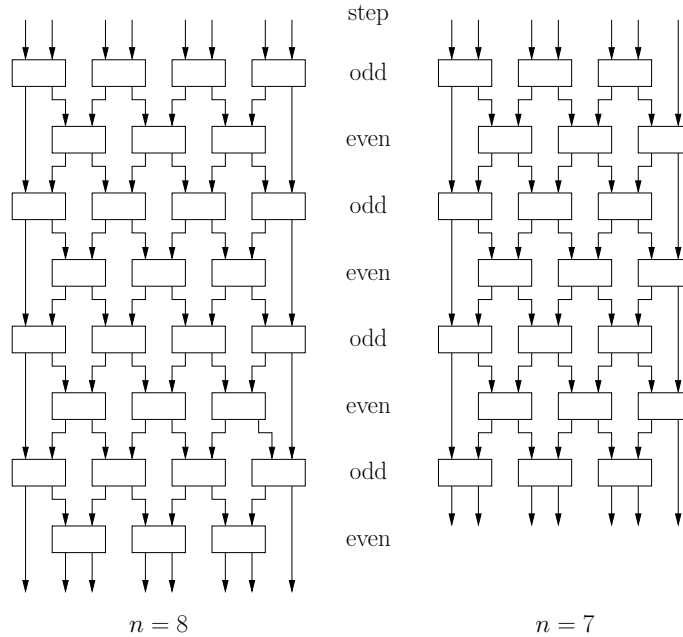 step
odd
even
odd
even
odd
even
odd
even
n = 8
n = 7